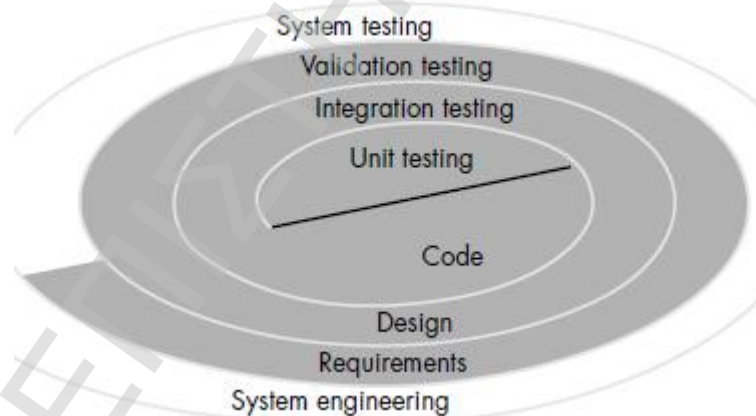 System testing
Validation testing
Integration testing
Unit testing
Code
Design
Requirements
System engineering